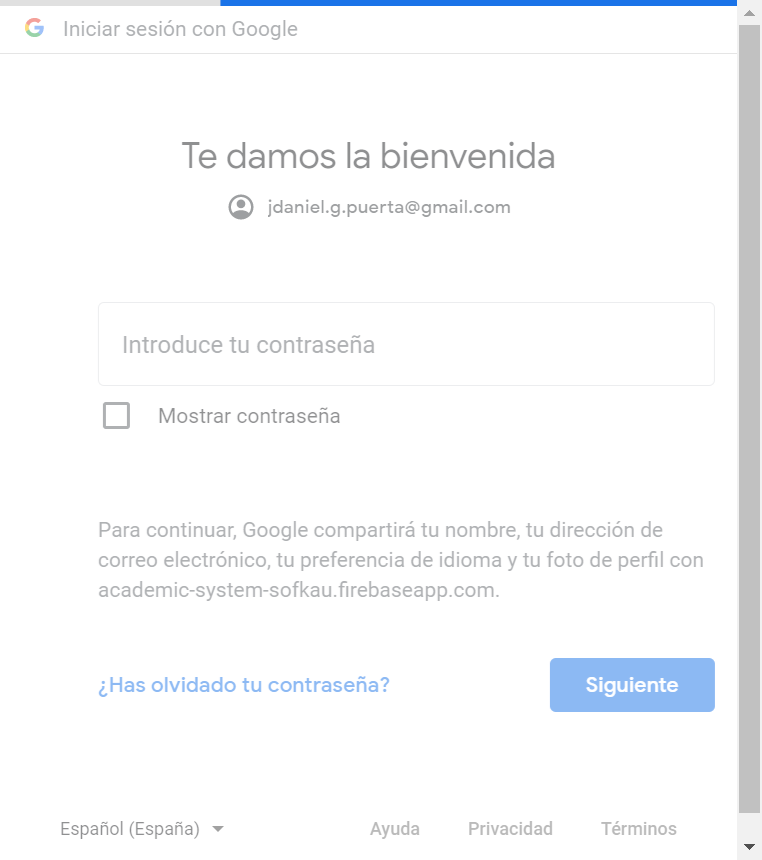 Iniciar sesión con Google
Te damos la bienvenida
jdaniel.g.puerta@gmail.com
Introduce tu contraseña
Mostrar contraseña
Para continuar, Google compartirá tu nombre, tu dirección de
correo electrónico, tu preferencia de idioma y tu foto de perfil con
academic-system-sofkau.firebaseapp.com.
¿Has olvidado tu contraseña? Siguiente
Español (España) Ayuda Privacidad Términos